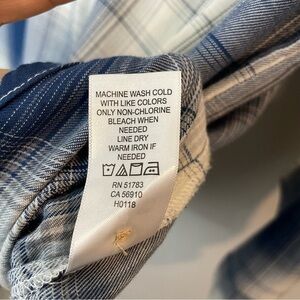 MACHINE WASH COLD
WITH LIKE COLORS
ONLY NON-CHLORINE
BLEACH WHEN
NEEDED
LINE DRY
WARM IRON IF
NEEDED
RN 51783
CA 56910
H0118